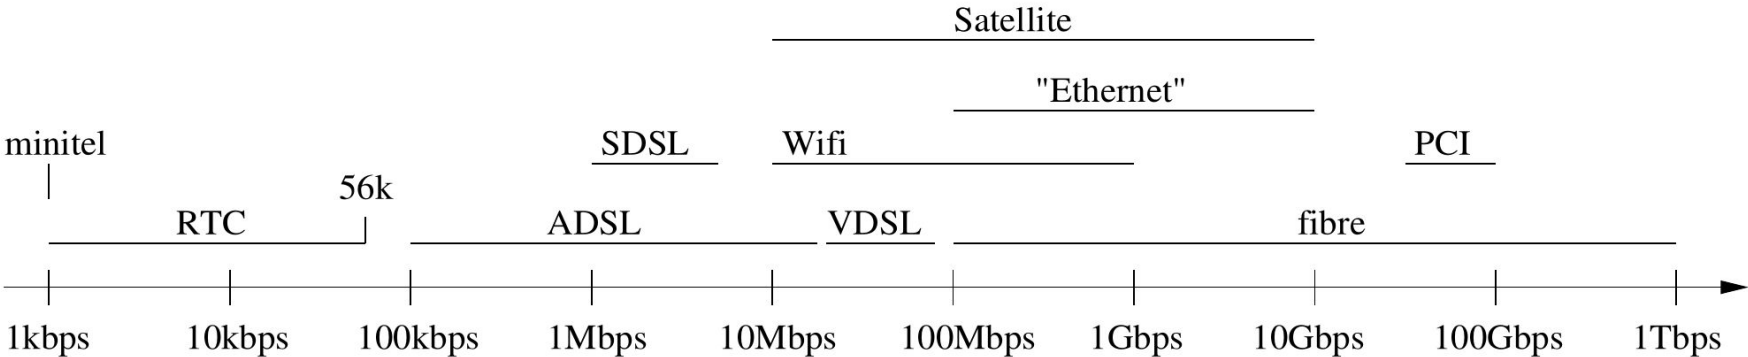 Satellite
"Ethernet"
minitel SDSL Wifi PCI
56k
RTC ADSL VDSL fibre
1kbps 10kbps 100kbps 1Mbps 10Mbps 100Mbps 1Gbps 10Gbps 100Gbps 1Tbps